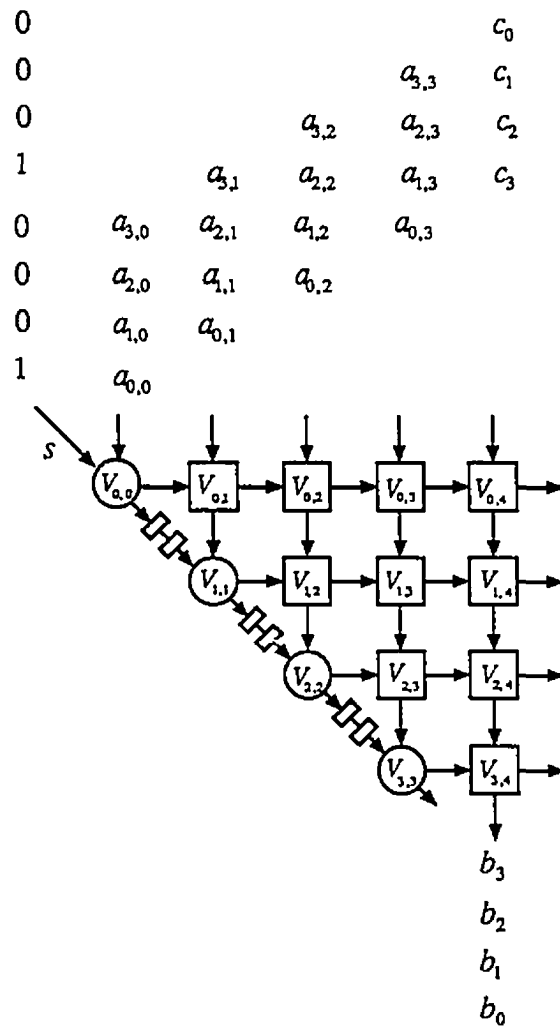 0 c₀
0 a₃,₃ c₁
0 a₃,₂ a₂,₃ c₂
1 a₃,₁ a₂,₂ a₁,₃ c₃
0 a₃,₀ a₂,₁ a₁,₂ a₀,₃
0 a₂,₀ a₁,₁ a₀,₂
0 a₁,₀ a₀,₁
1 a₀,₀
s
V₀,₀ V₀,₁ V₀,₂ V₀,₃ V₀,₄
V₁,₁ V₁,₂ V₁,₃ V₁,₄
V₂,₂ V₂,₃ V₂,₄
V₃,₃ V₃,₄
b₃
b₂
b₁
b₀